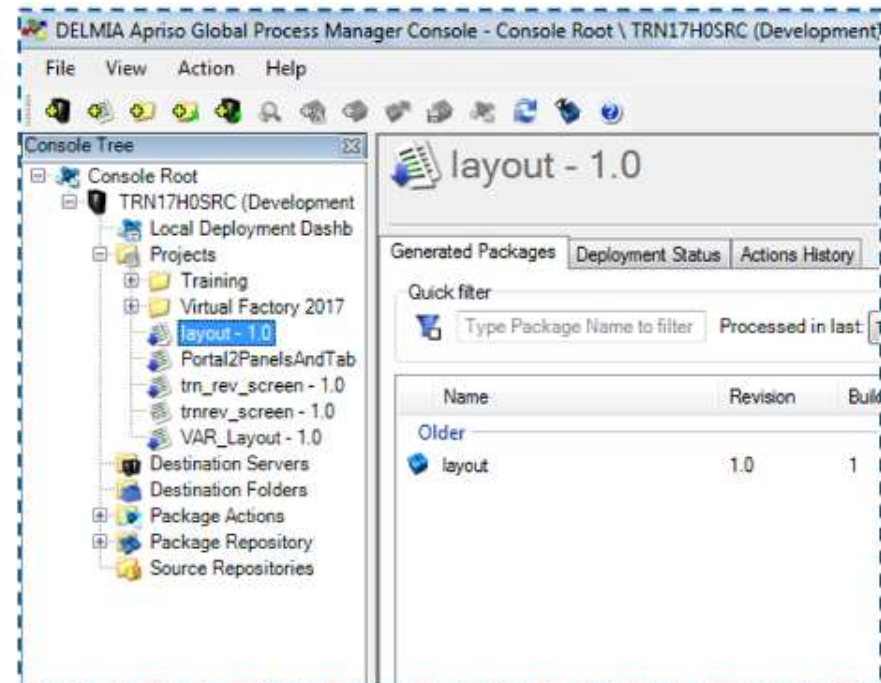 DELMIA Apriso Global Process Manager Console - Console Root \ TRN17H0SRC (Development)
File View Action Help
Console Tree
Console Root
TRN17H0SRC (Development
Local Deployment Dashb
Projects
Training
Virtual Factory 2017
layout - 1.0
Portal2PanelsAndTab
trn_rev_screen - 1.0
trnrev_screen - 1.0
VAR_Layout - 1.0
Destination Servers
Destination Folders
Package Actions
Package Repository
Source Repositories
layout - 1.0
Generated Packages Deployment Status Actions History
Quick filter
Type Package Name to filter Processed in last:
Name Revision Build
Older
layout 1.0 1